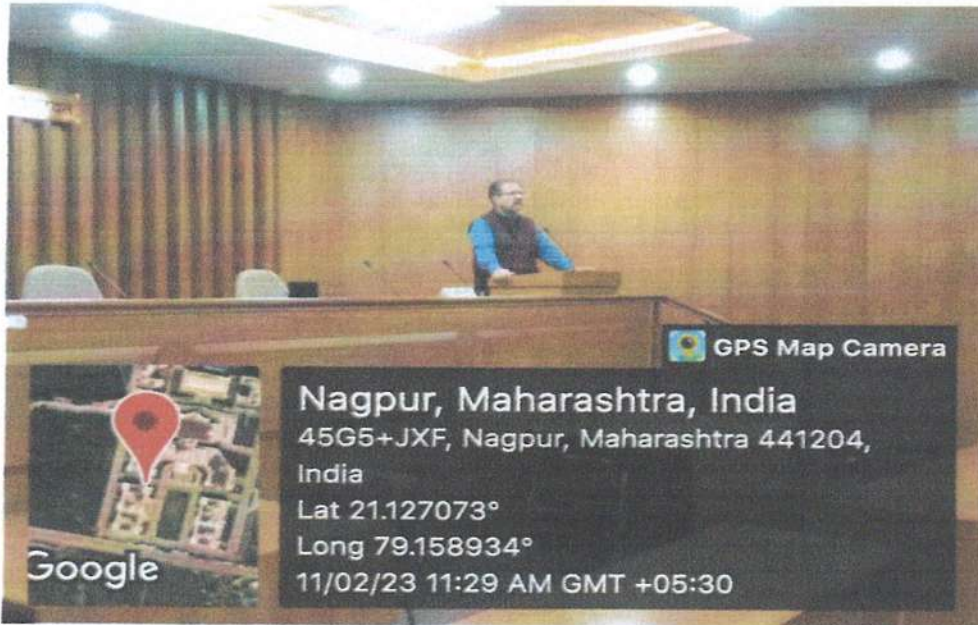 GPS Map Camera
Nagpur, Maharashtra, India
45G5+JXF, Nagpur, Maharashtra 441204,
India
Lat 21.127073°
Long 79.158934°
11/02/23 11:29 AM GMT +05:30
Google